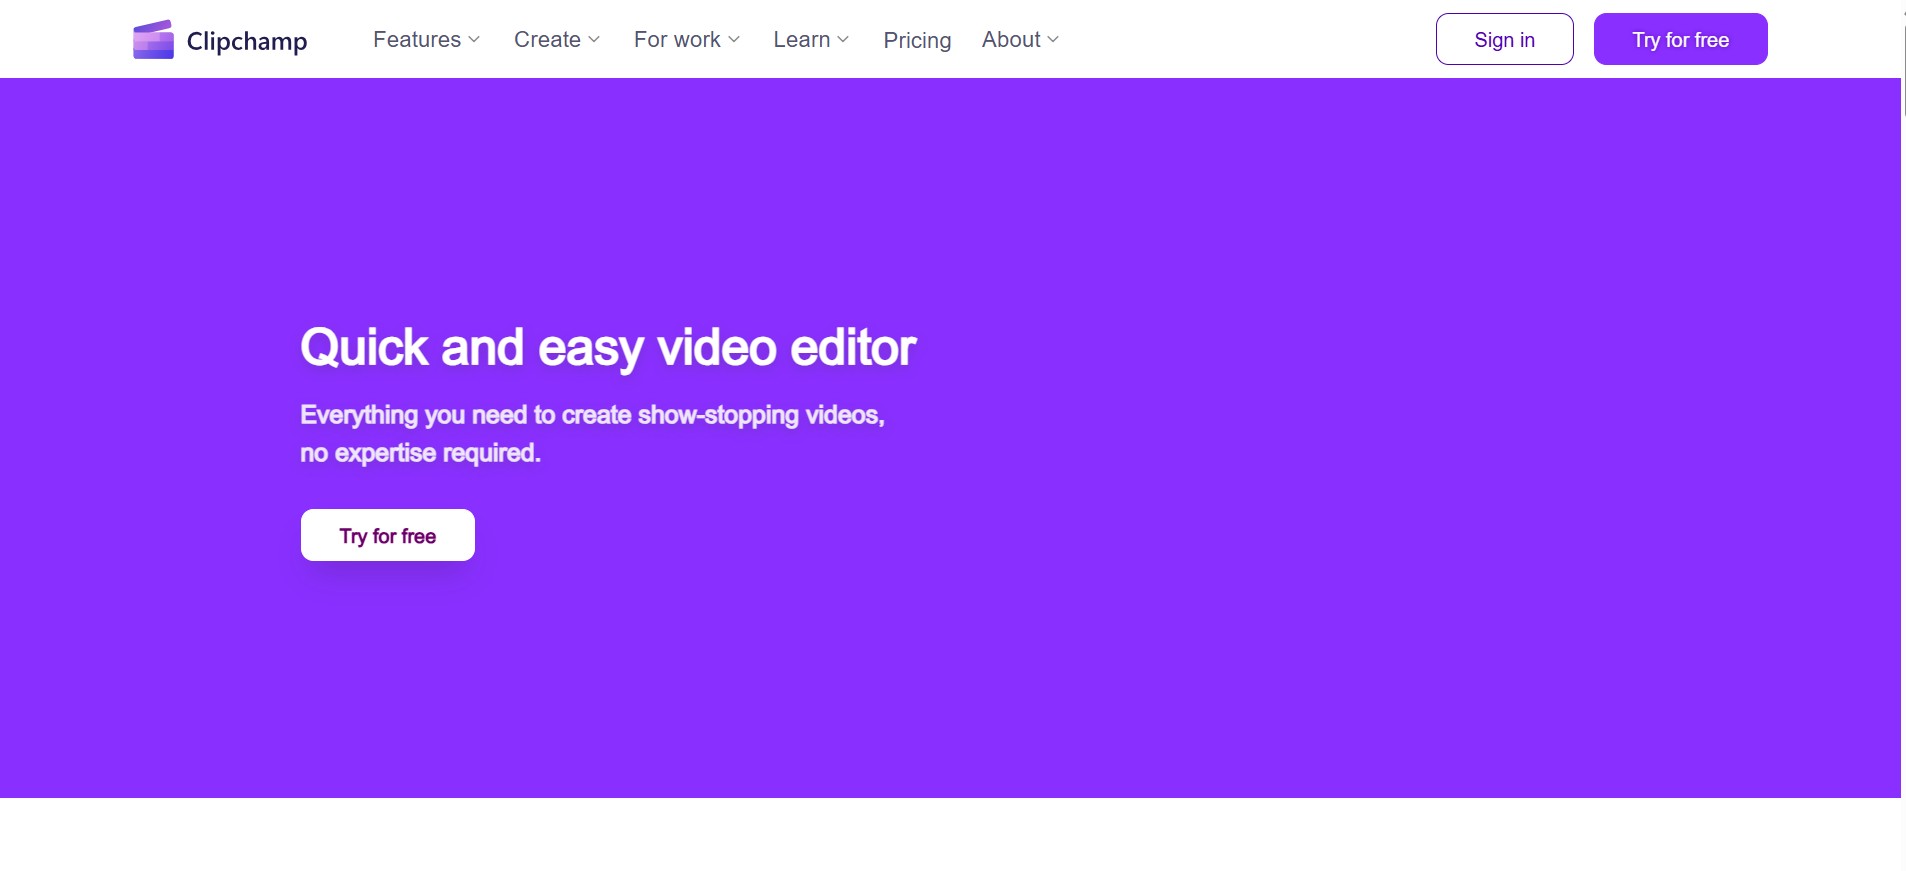 Clipchamp
Features
Create
For work
Learn
Pricing
About
Sign in
Try for free
Quick and easy video editor
Everything you need to create show-stopping videos,
no expertise required.
Try for free